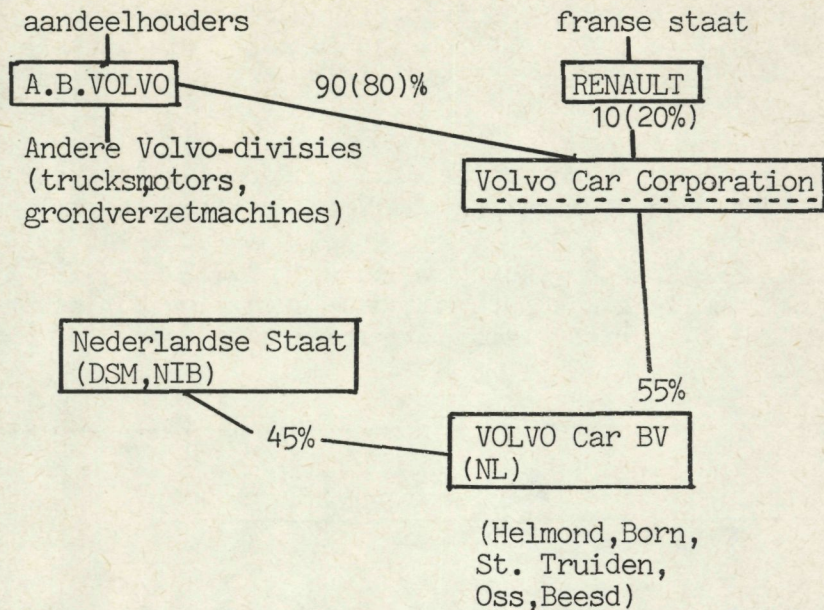 aandeelhouders
franse staat
A.B.VOLVO
90(80)%
RENAULT
10(20%)
Andere Volvo-divisies
(trucksmotors,
grondverzetmachines)
Volvo Car Corporation
Nederlandse Staat
(DSM,NIB)
55%
45%
VOLVO Car BV
(NL)
(Helmond,Born,
St. Truiden,
Oss,Beesd)